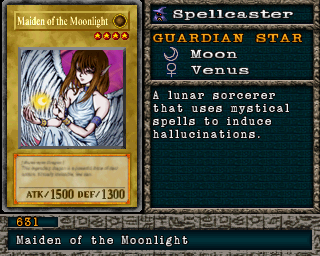 Maiden of the Moonlight
ATK/1500 DEF/1300
Spellcaster
GUARDIAN STAR
Moon
Venus
A lunar sorcerer
that uses mystical
spells to induce
hallucinations.
631
Maiden of the Moonlight